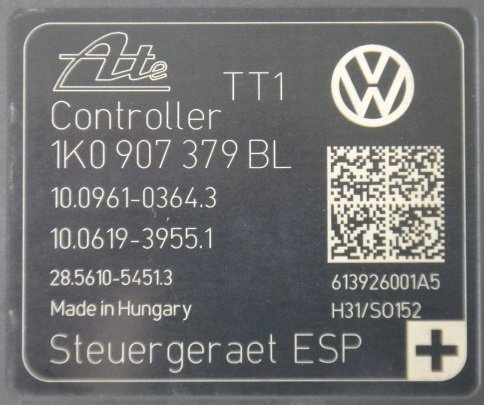 Ate TT1
Controller
1K0 907 379 BL
10.0961-0364.3
10.0619-3955.1
28.5610-5451.3 613926001A5
Made in Hungary H31/SO152
Steuergeraet ESP +